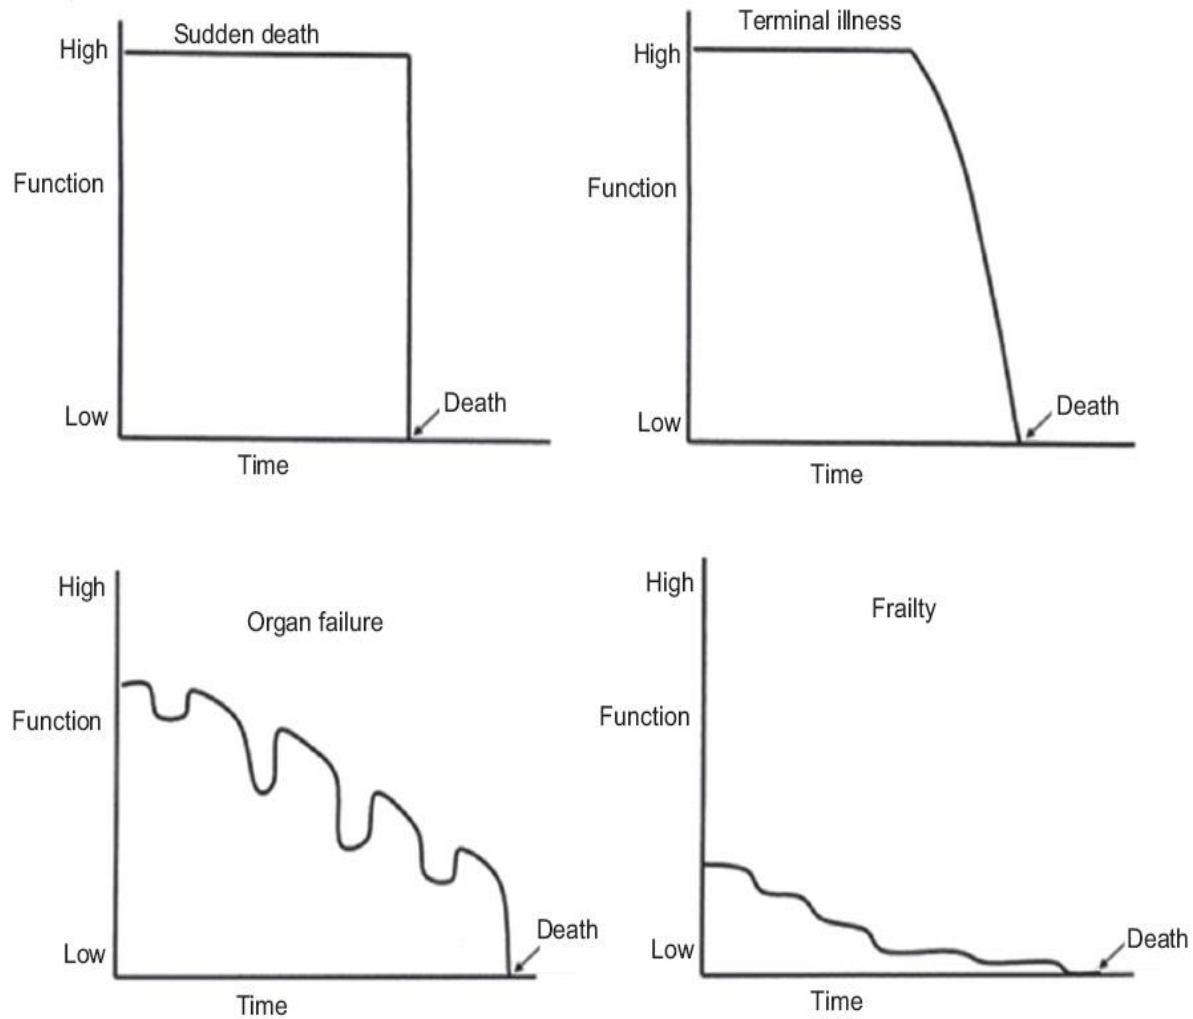 Sudden death
High
Function
Low
Death
Time
Terminal illness
High
Function
Low
Death
Time
High
Organ failure
Function
Low
Death
Time
High
Frailty
Function
Low
Death
Time